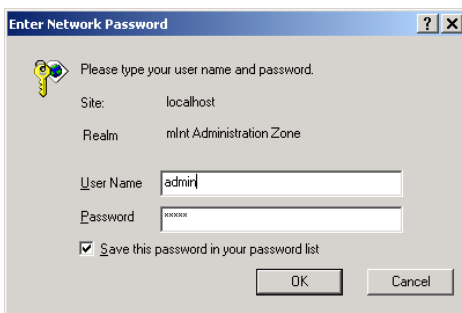 Enter Network Password
Please type your user name and password.
Site: localhost
Realm mInt Administration Zone
User Name admin
Password *****
Save this password in your password list
OK Cancel